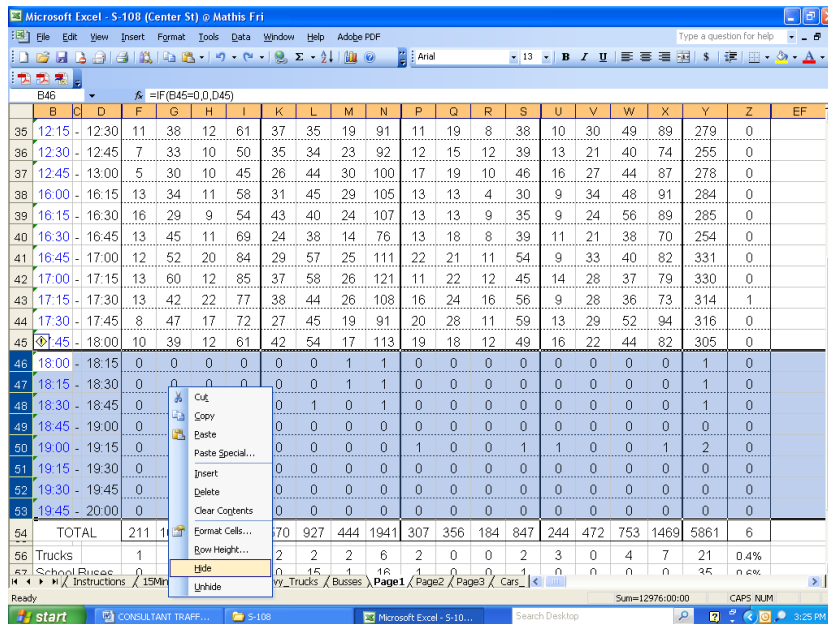 Microsoft Excel - S-108 (Center St) @ Mathis Fri
File Edit View Insert Format Tools Data Window Help Adobe PDF Type a question for help
Arial 13 B I U $
B46 fx =IF(B45=0,0,D45)
B C D F G H I K L M N P Q R S U V W X Y Z EF
35 12:15 - 12:30 11 38 12 61 37 35 19 91 11 19 8 38 10 30 49 89 279 0
36 12:30 - 12:45 7 33 10 50 35 34 23 92 12 15 12 39 13 21 40 74 255 0
37 12:45 - 13:00 5 30 10 45 26 44 30 100 17 19 10 46 16 27 44 87 278 0
38 16:00 - 16:15 13 34 11 58 31 45 29 105 13 13 4 30 9 34 48 91 284 0
39 16:15 - 16:30 16 29 9 54 43 40 24 107 13 13 9 35 9 24 56 89 285 0
40 16:30 - 16:45 13 45 11 69 24 38 14 76 13 18 8 39 11 21 38 70 254 0
41 16:45 - 17:00 12 52 20 84 29 57 25 111 22 21 11 54 9 33 40 82 331 0
42 17:00 - 17:15 13 60 12 85 37 58 26 121 11 22 12 45 14 28 37 79 330 0
43 17:15 - 17:30 13 42 22 77 38 44 26 108 16 24 16 56 9 28 36 73 314 1
44 17:30 - 17:45 8 47 17 72 27 45 19 91 20 28 11 59 13 29 52 94 316 0
45 :45 - 18:00 10 39 12 61 42 54 17 113 19 18 12 49 16 22 44 82 305 0
46 18:00 - 18:15 0 0 0 0 0 0 1 1 0 0 0 0 0 0 0 0 1 0
47 18:15 - 18:30 0 0 0 0 0 0 1 1 0 0 0 0 0 0 0 0 1 0
48 18:30 - 18:45 0 0 1 0 1 0 0 0 0 0 0 0 0 1 0
49 18:45 - 19:00 0 0 0 0 0 0 0 0 0 0 0 0 0 0 0
50 19:00 - 19:15 0 0 0 0 0 1 0 0 1 1 0 0 1 2 0
51 19:15 - 19:30 0 0 0 0 0 0 0 0 0 0 0 0 0 0 0
52 19:30 - 19:45 0 0 0 0 0 0 0 0 0 0 0 0 0 0 0
53 19:45 - 20:00 0 0 0 0 0 0 0 0 0 0 0 0 0 0 0
Cut
Copy
Paste
Paste Special...
Insert
Delete
Clear Contents
Format Cells...
Row Height...
Hide
Unhide
54 TOTAL 211 70 927 444 1941 307 356 184 847 244 472 753 1469 5861 6
56 Trucks 1 2 2 2 6 2 0 0 2 3 0 4 7 21 0.4%
57 School Buses 0 0 15 1 16 1 0 0 1 0 0 0 0 35 0.6%
Instructions / 15Min vy_Trucks / Busses Page1 / Page2 / Page3 / Cars_
Ready Sum=12976:00:00 CAPS NUM
start CONSULTANT TRAFF... S-108 Microsoft Excel - S-10... Search Desktop 3:25 PM